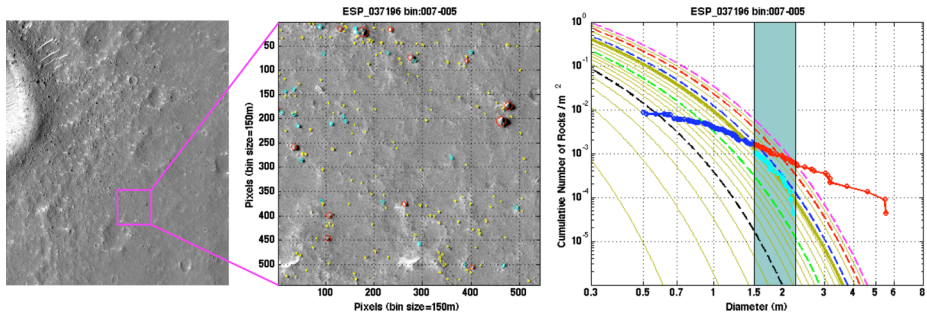 ESP_037196 bin:007-005
50
100
150
200
250
300
350
400
450
500
Pixels (bin size=150m)
100 200 300 400 500
Pixels (bin size=150m)
ESP_037196 bin:007-005
10^0
10^-1
10^-2
10^-3
10^-4
10^-5
Cumulative Number of Rocks / m^2
0.3 0.5 0.7 1 1.5 2 3 4 5 6 8
Diameter (m)